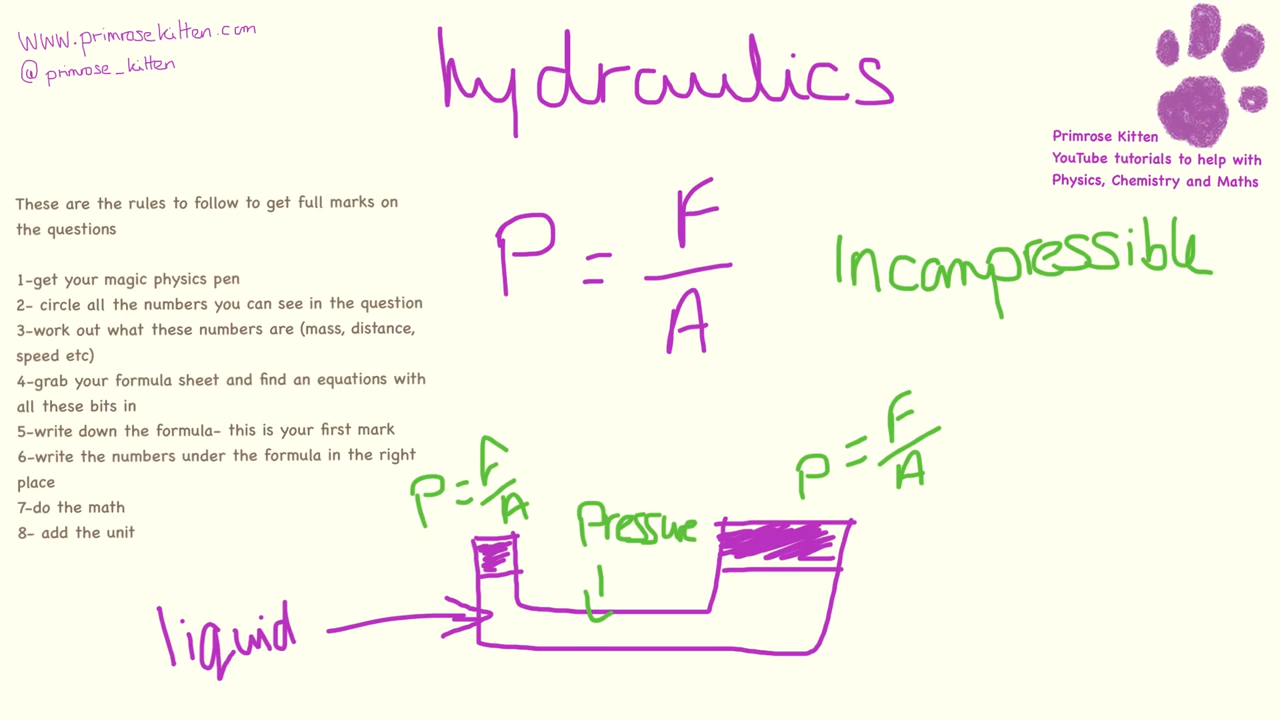 www.primrosekitten.com
@primrose_kitten
hydraulics
Primrose Kitten
YouTube tutorials to help with
Physics, Chemistry and Maths
These are the rules to follow to get full marks on
the questions
1-get your magic physics pen
2- circle all the numbers you can see in the question
3-work out what these numbers are (mass, distance,
speed etc)
4-grab your formula sheet and find an equations with
all these bits in
5-write down the formula- this is your first mark
6-write the numbers under the formula in the right
place
7-do the math
8- add the unit
P = F/A
Incompressible
P = F/A
Pressure
P = F/A
liquid